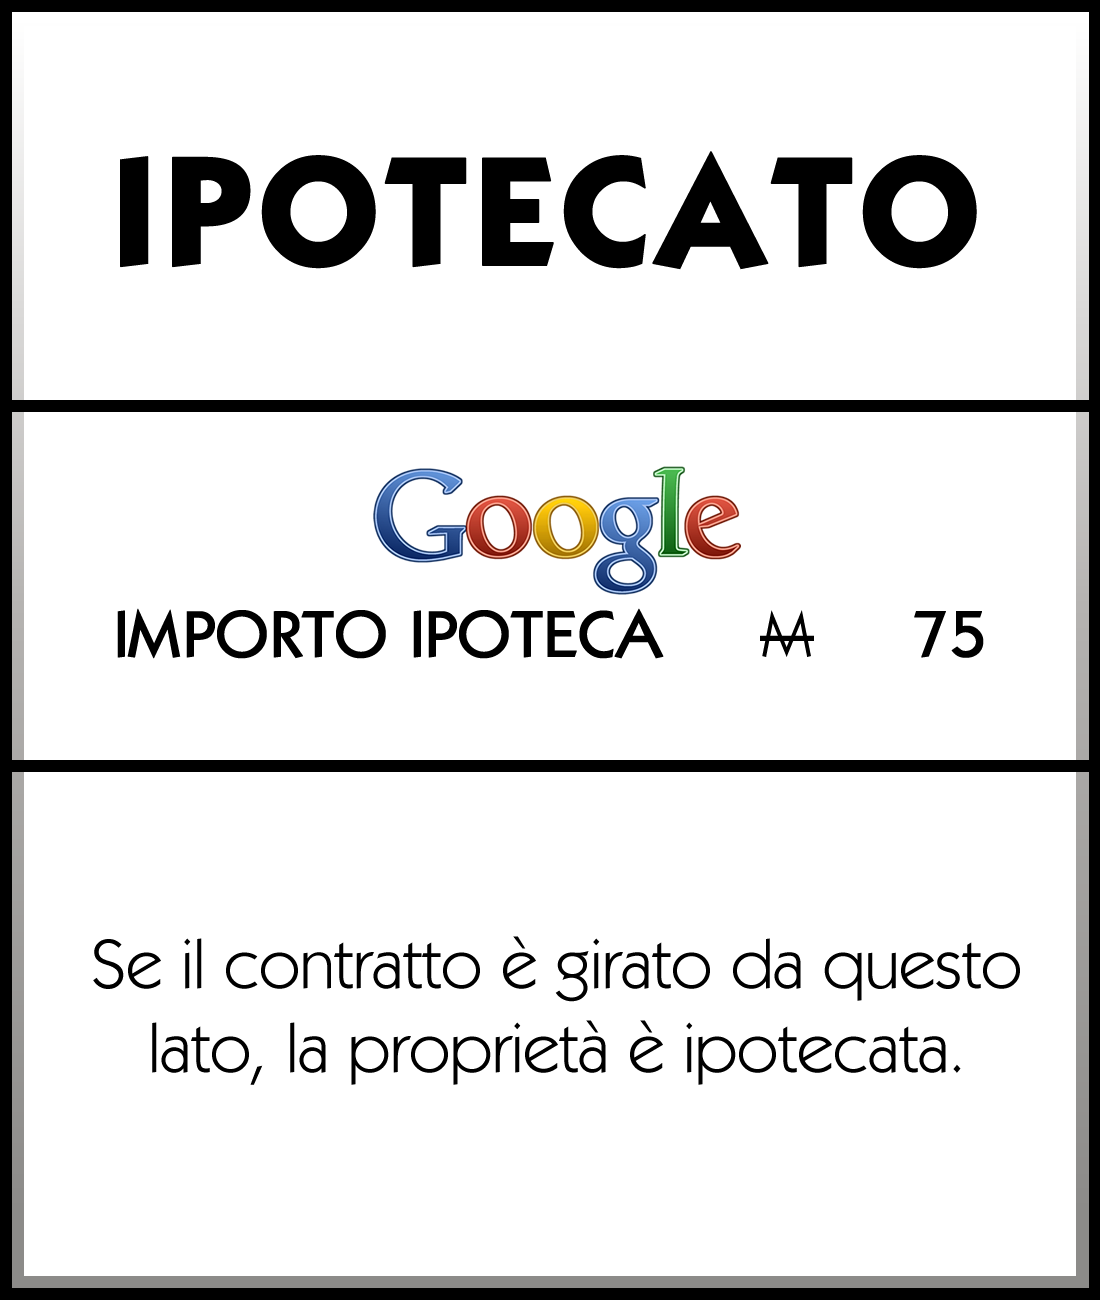 IPOTECATO
Google
IMPORTO IPOTECA M 75
Se il contratto è girato da questo
lato, la proprietà è ipotecata.